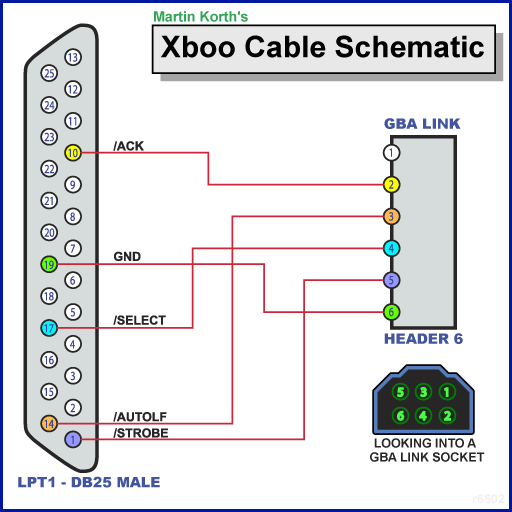 Martin Korth's
Xboo Cable Schematic
13
25
12
24
11
23
10
22
9
21
8
20
7
19
6
18
5
17
4
16
3
15
2
14
1
/ACK
GND
/SELECT
/AUTOLF
/STROBE
LPT1 - DB25 MALE
GBA LINK
1
2
3
4
5
6
HEADER 6
5 3 1
6 4 2
LOOKING INTO A
GBA LINK SOCKET
r6502